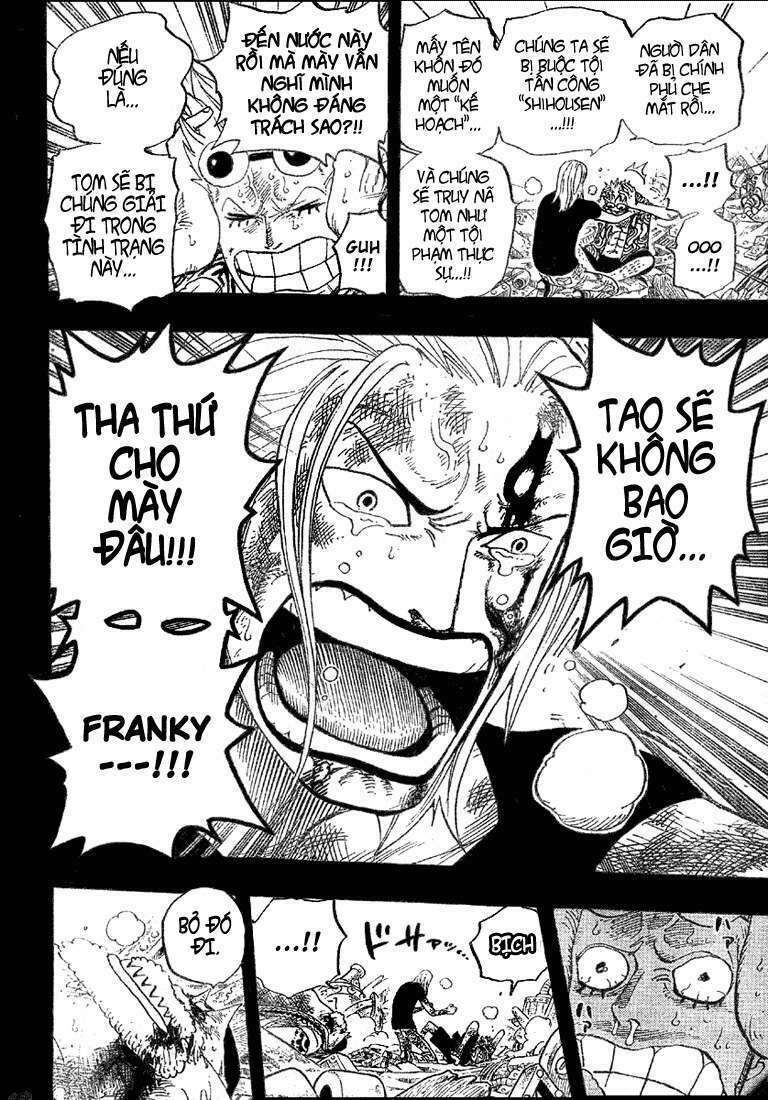 NGƯỜI DÂN
ĐÃ BỊ CHÍNH
PHỦ CHE
MẮT RỒI...
CHÚNG TA SẼ
BỊ BUỘC TỘI
TẤN CÔNG
"SHIHOUSEN"
...!!!
MẤY TÊN
KHỐN ĐÓ
MUỐN
MỘT "KẾ
HOẠCH"...
...!!
OOO
...!!
VÀ CHÚNG
SẼ TRUY NÃ
TOM NHƯ
MỘT TỘI
PHẠM THỰC
SỰ...!!
ĐẾN NƯỚC NÀY
RỒI MÀ MÀY VẪN
NGHĨ MÌNH
KHÔNG ĐÁNG
TRÁCH SAO?!!
GUH
!!!
NẾU
ĐÚNG
LÀ...
TOM SẼ BỊ
CHÚNG GIẢI
ĐI TRONG
TÌNH TRẠNG
NÀY...
TAO SẼ
KHÔNG
BAO
GIỜ...
THA THỨ
CHO
MÀY
ĐÂU!!!
FRANKY
---!!!
BỊCH
ドサッ...
...!!
BỎ ĐÓ
ĐI.